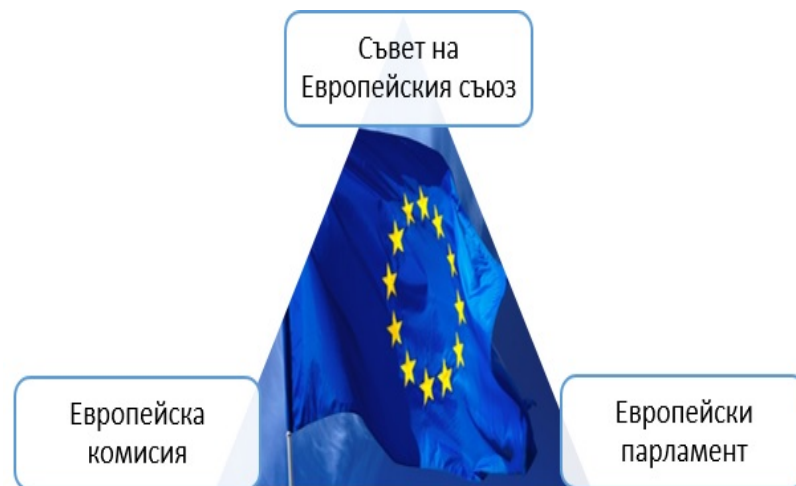 Съвет на
Европейския съюз
Европейска
комисия
Европейски
парламент